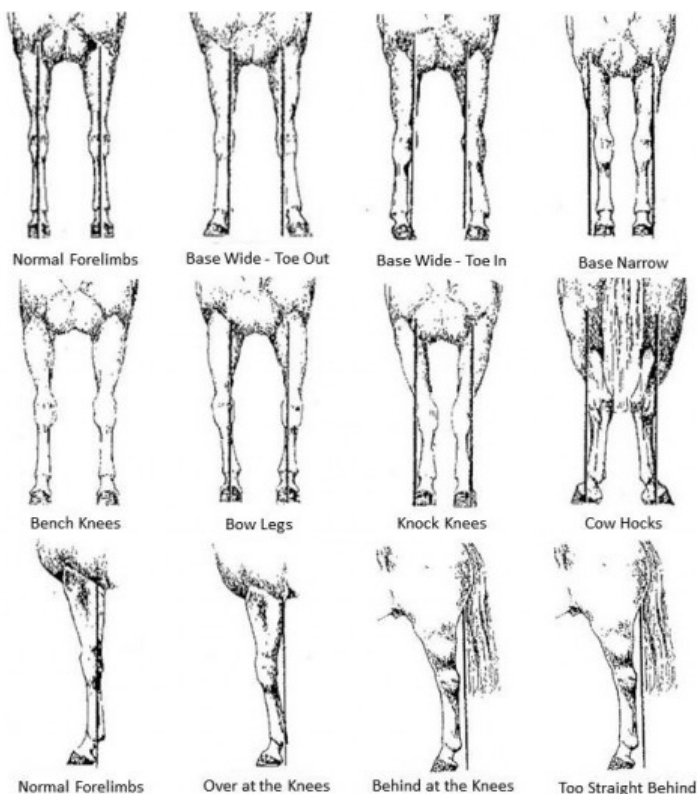 Normal Forelimbs
Base Wide - Toe Out
Base Wide - Toe In
Base Narrow
Bench Knees
Bow Legs
Knock Knees
Cow Hocks
Normal Forelimbs
Over at the Knees
Behind at the Knees
Too Straight Behind